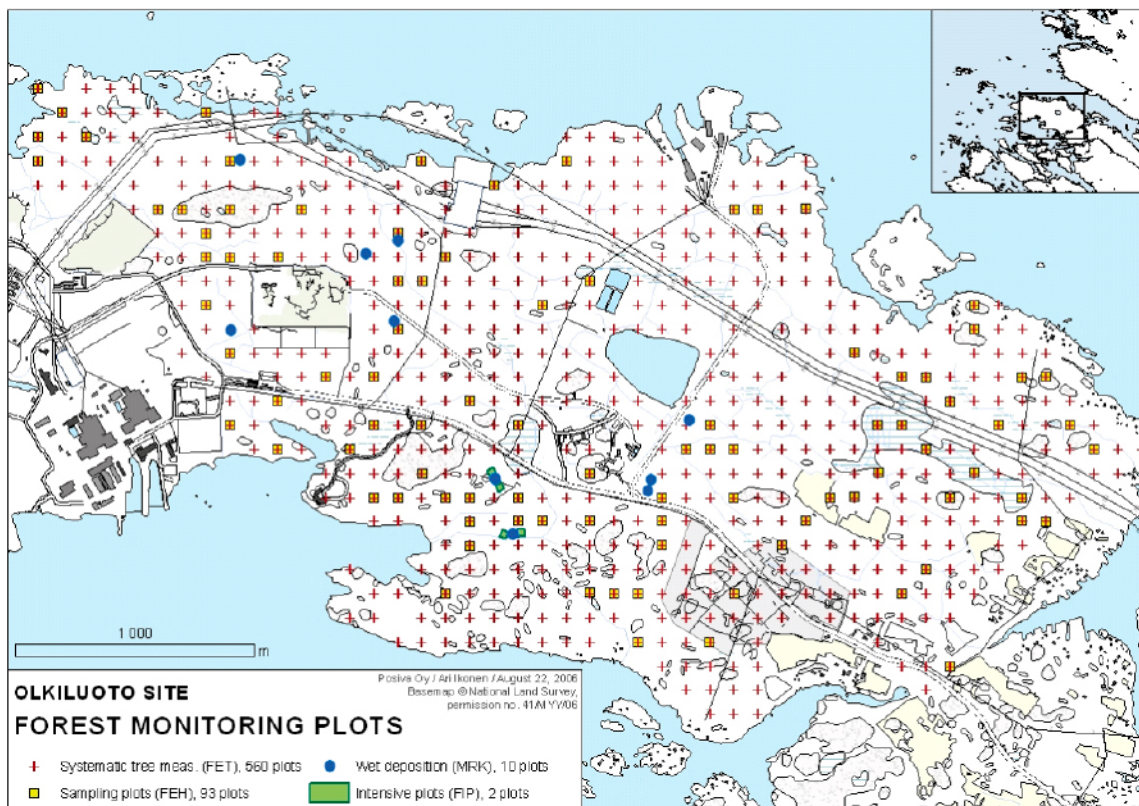 1 000
m
Posiva Oy / Ari Ikonen / August 22, 2006
Basemap © National Land Survey,
permission no. 41/MYY/06
OLKILUOTO SITE
FOREST MONITORING PLOTS
Systematic tree meas. (FET), 560 plots
Wet deposition (MRK), 10 plots
Sampling plots (FEH), 93 plots
Intensive plots (FIP), 2 plots